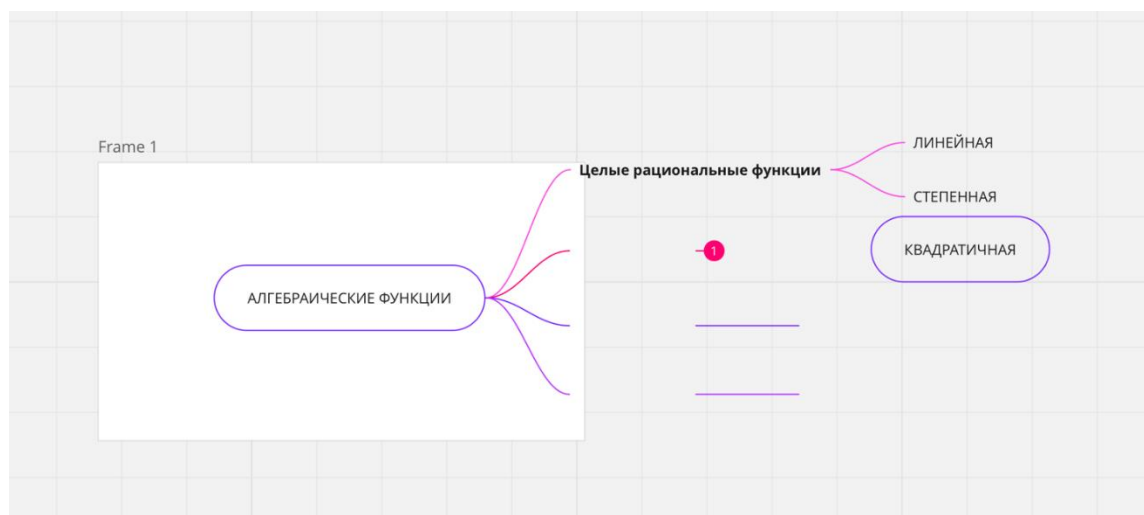 Frame 1
ЛИНЕЙНАЯ
Целые рациональные функции
СТЕПЕННАЯ
1
КВАДРАТИЧНАЯ
АЛГЕБРАИЧЕСКИЕ ФУНКЦИИ